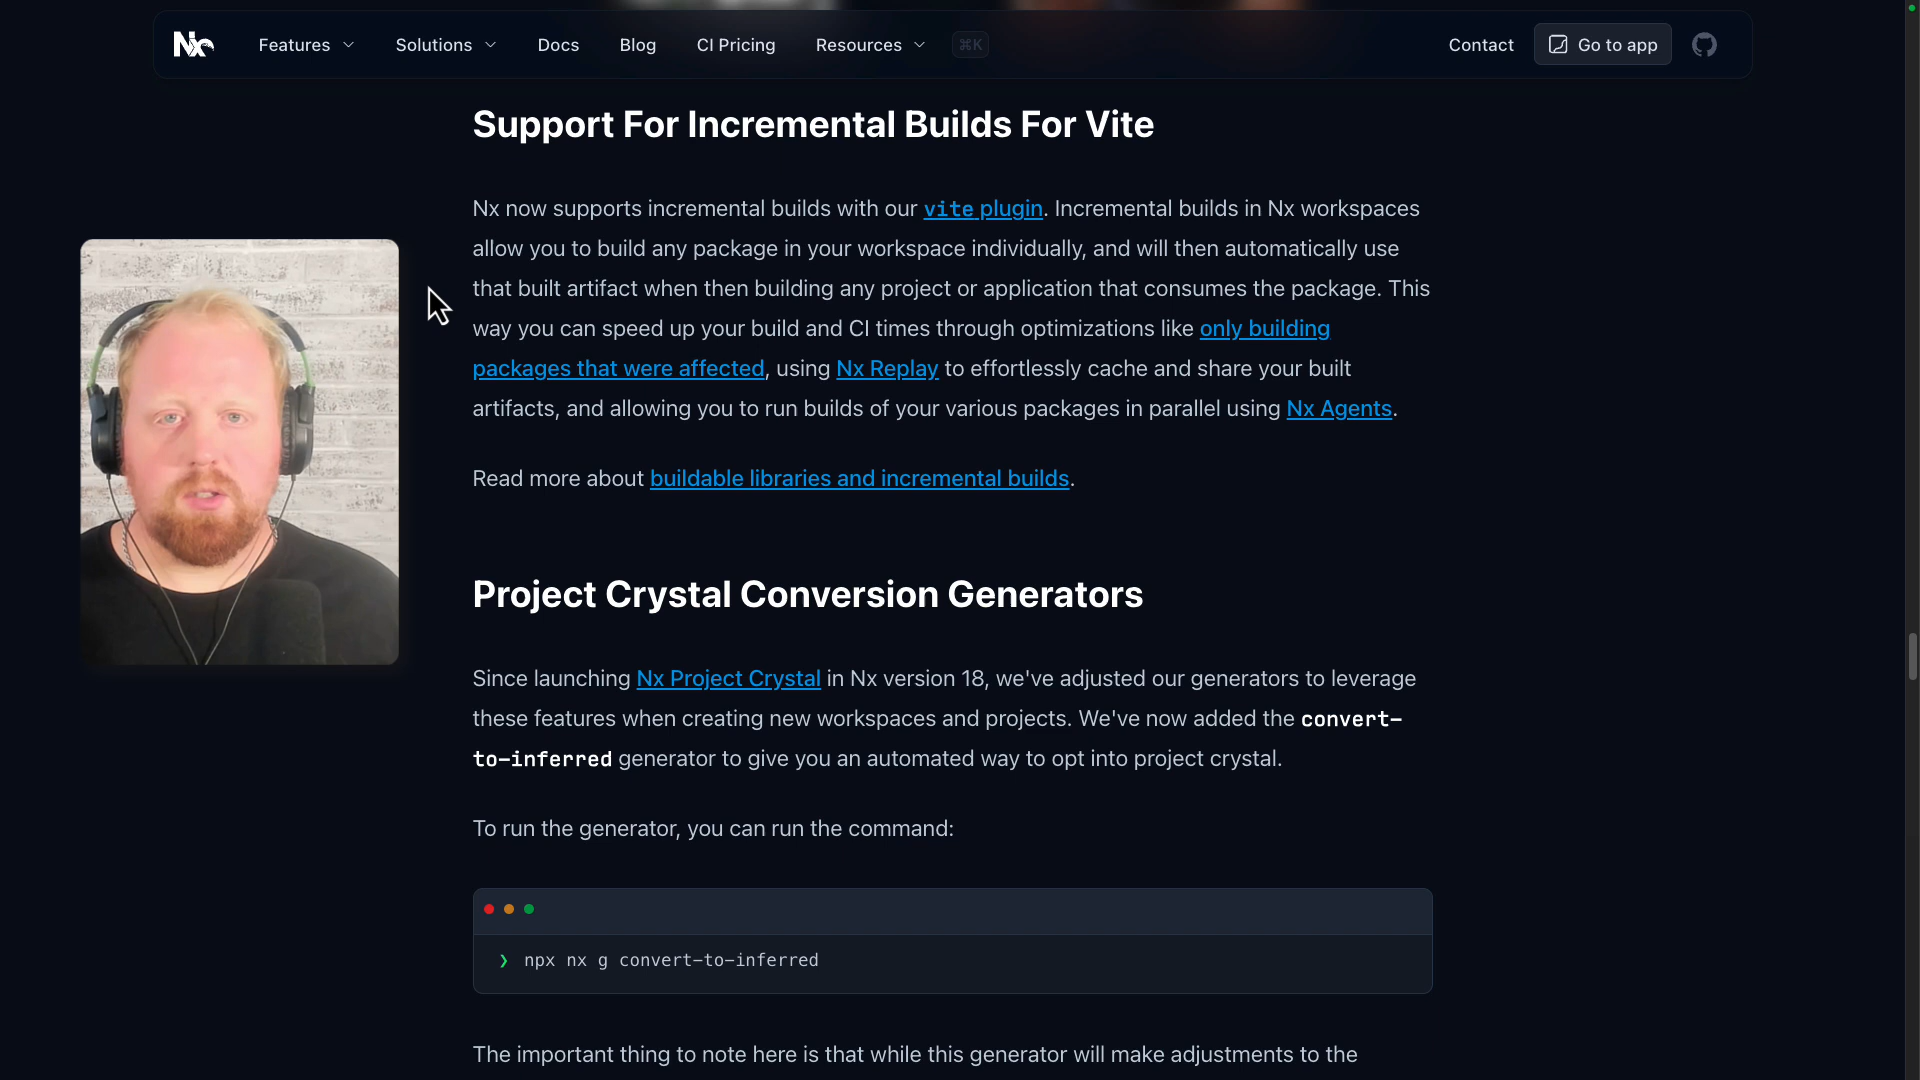 Nx Features Solutions Docs Blog CI Pricing Resources ⌘K Contact Go to app
Support For Incremental Builds For Vite
Nx now supports incremental builds with our vite plugin. Incremental builds in Nx workspaces
allow you to build any package in your workspace individually, and will then automatically use
that built artifact when then building any project or application that consumes the package. This
way you can speed up your build and CI times through optimizations like only building
packages that were affected, using Nx Replay to effortlessly cache and share your built
artifacts, and allowing you to run builds of your various packages in parallel using Nx Agents.
Read more about buildable libraries and incremental builds.
Project Crystal Conversion Generators
Since launching Nx Project Crystal in Nx version 18, we've adjusted our generators to leverage
these features when creating new workspaces and projects. We've now added the convert-
to-inferred generator to give you an automated way to opt into project crystal.
To run the generator, you can run the command:
❯ npx nx g convert-to-inferred
The important thing to note here is that while this generator will make adjustments to the